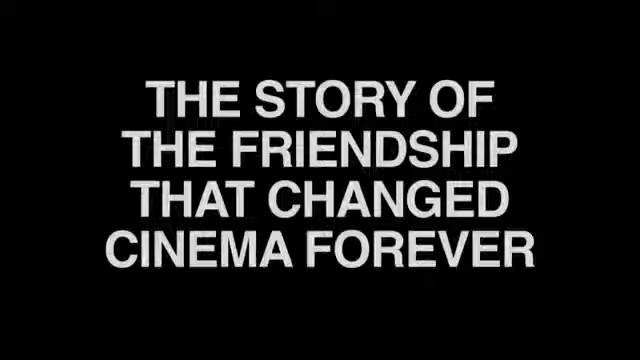 THE STORY OF
THE FRIENDSHIP
THAT CHANGED
CINEMA FOREVER